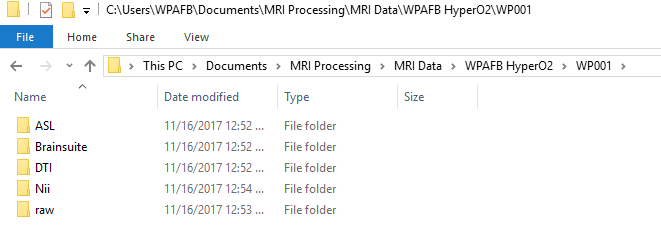 C:\Users\WPAFB\Documents\MRI Processing\MRI Data\WPAFB HyperO2\WP001
File Home Share View
This PC > Documents > MRI Processing > MRI Data > WPAFB HyperO2 > WP001 >
Name Date modified Type Size
ASL 11/16/2017 12:52 ... File folder
Brainsuite 11/16/2017 12:52 ... File folder
DTI 11/16/2017 12:52 ... File folder
Nii 11/16/2017 12:54 ... File folder
raw 11/16/2017 12:53 ... File folder